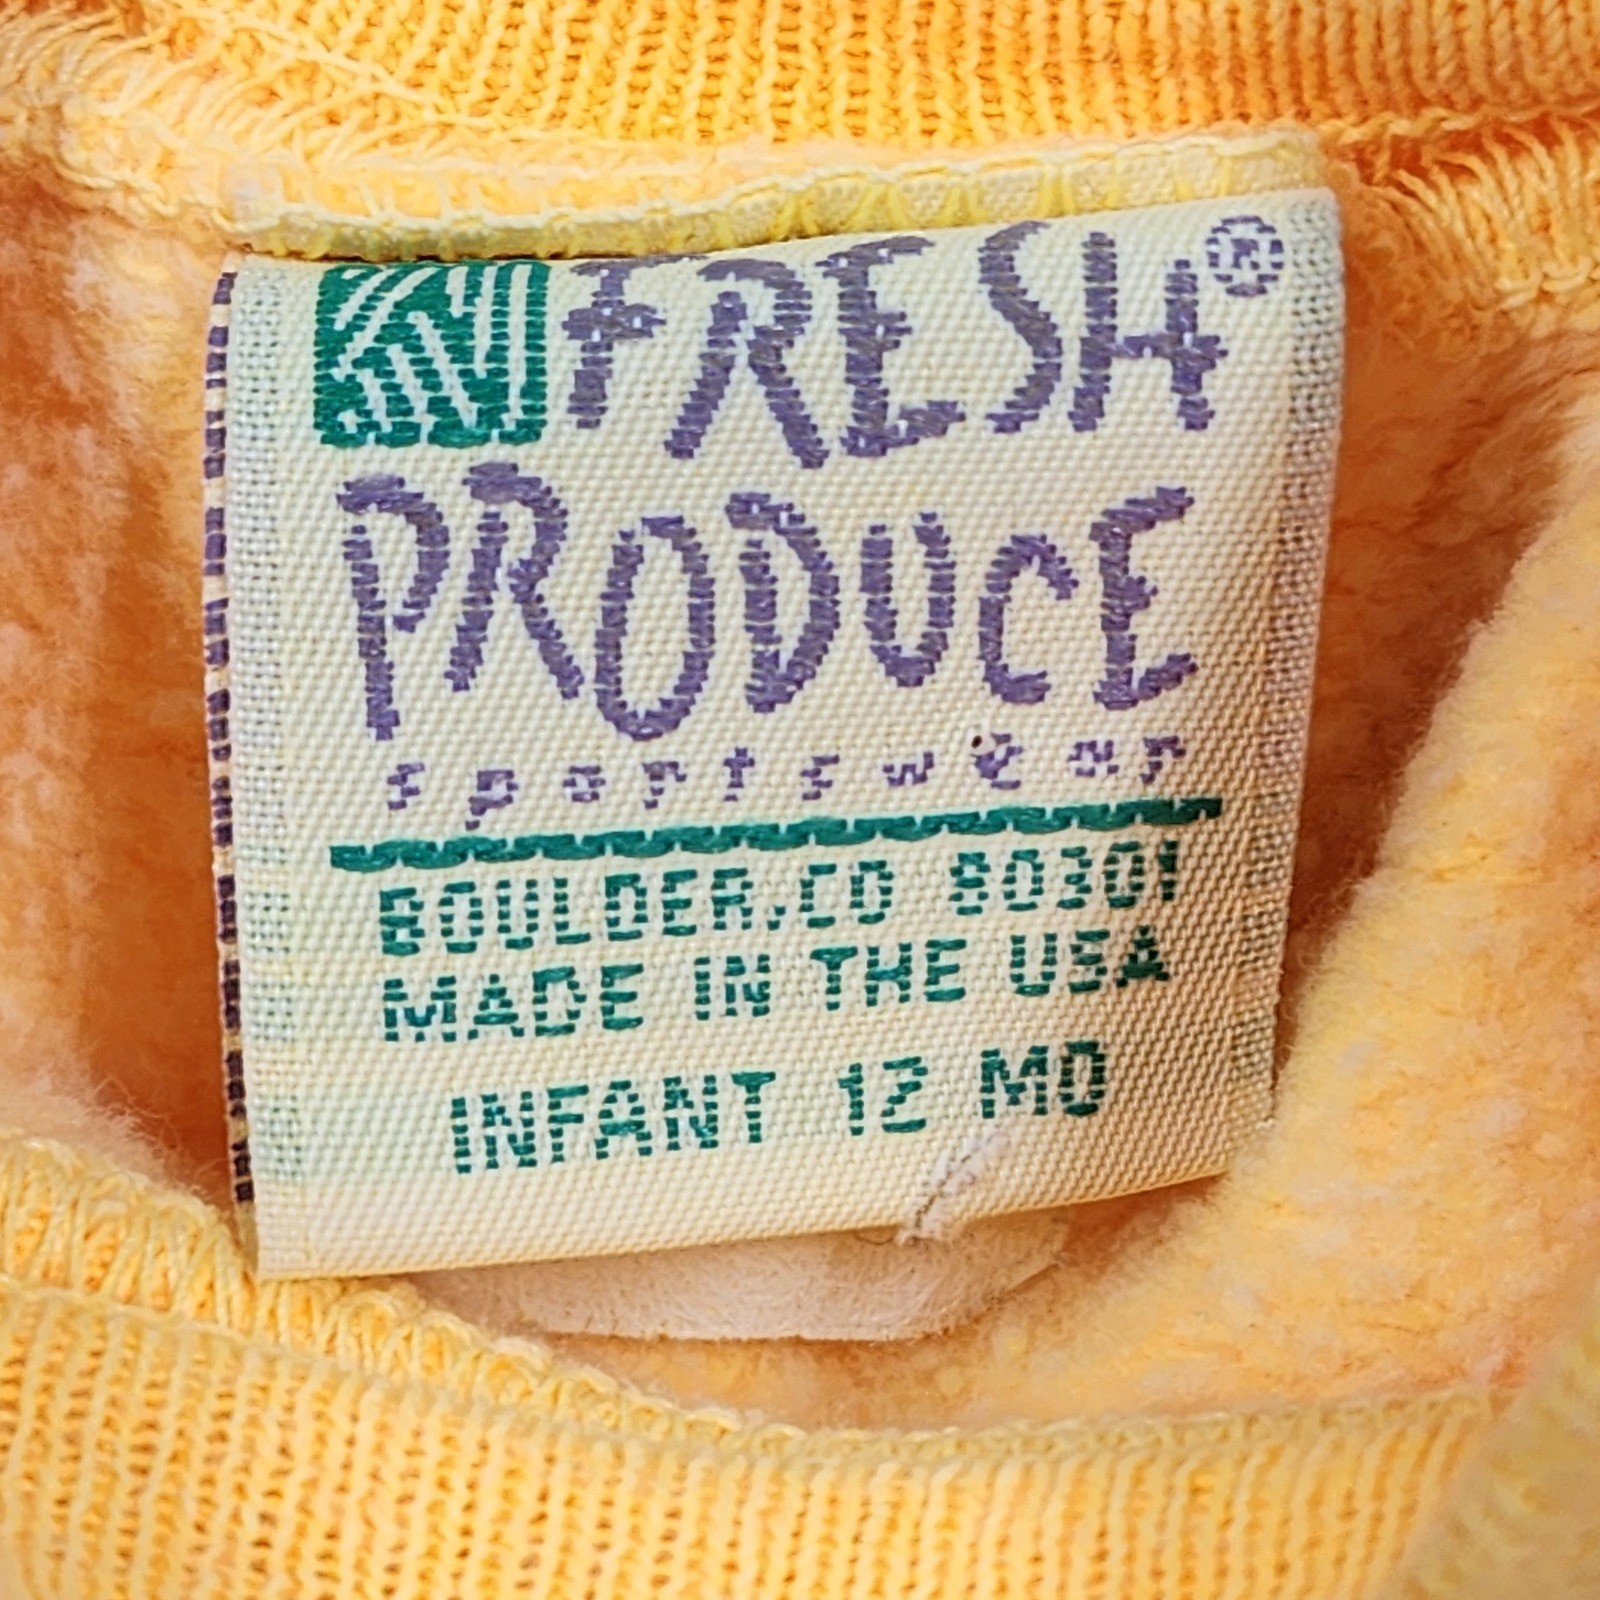 FRESH®
PRODUCE
sportswear
BOULDER, CO 80301
MADE IN THE USA
INFANT 12 MO